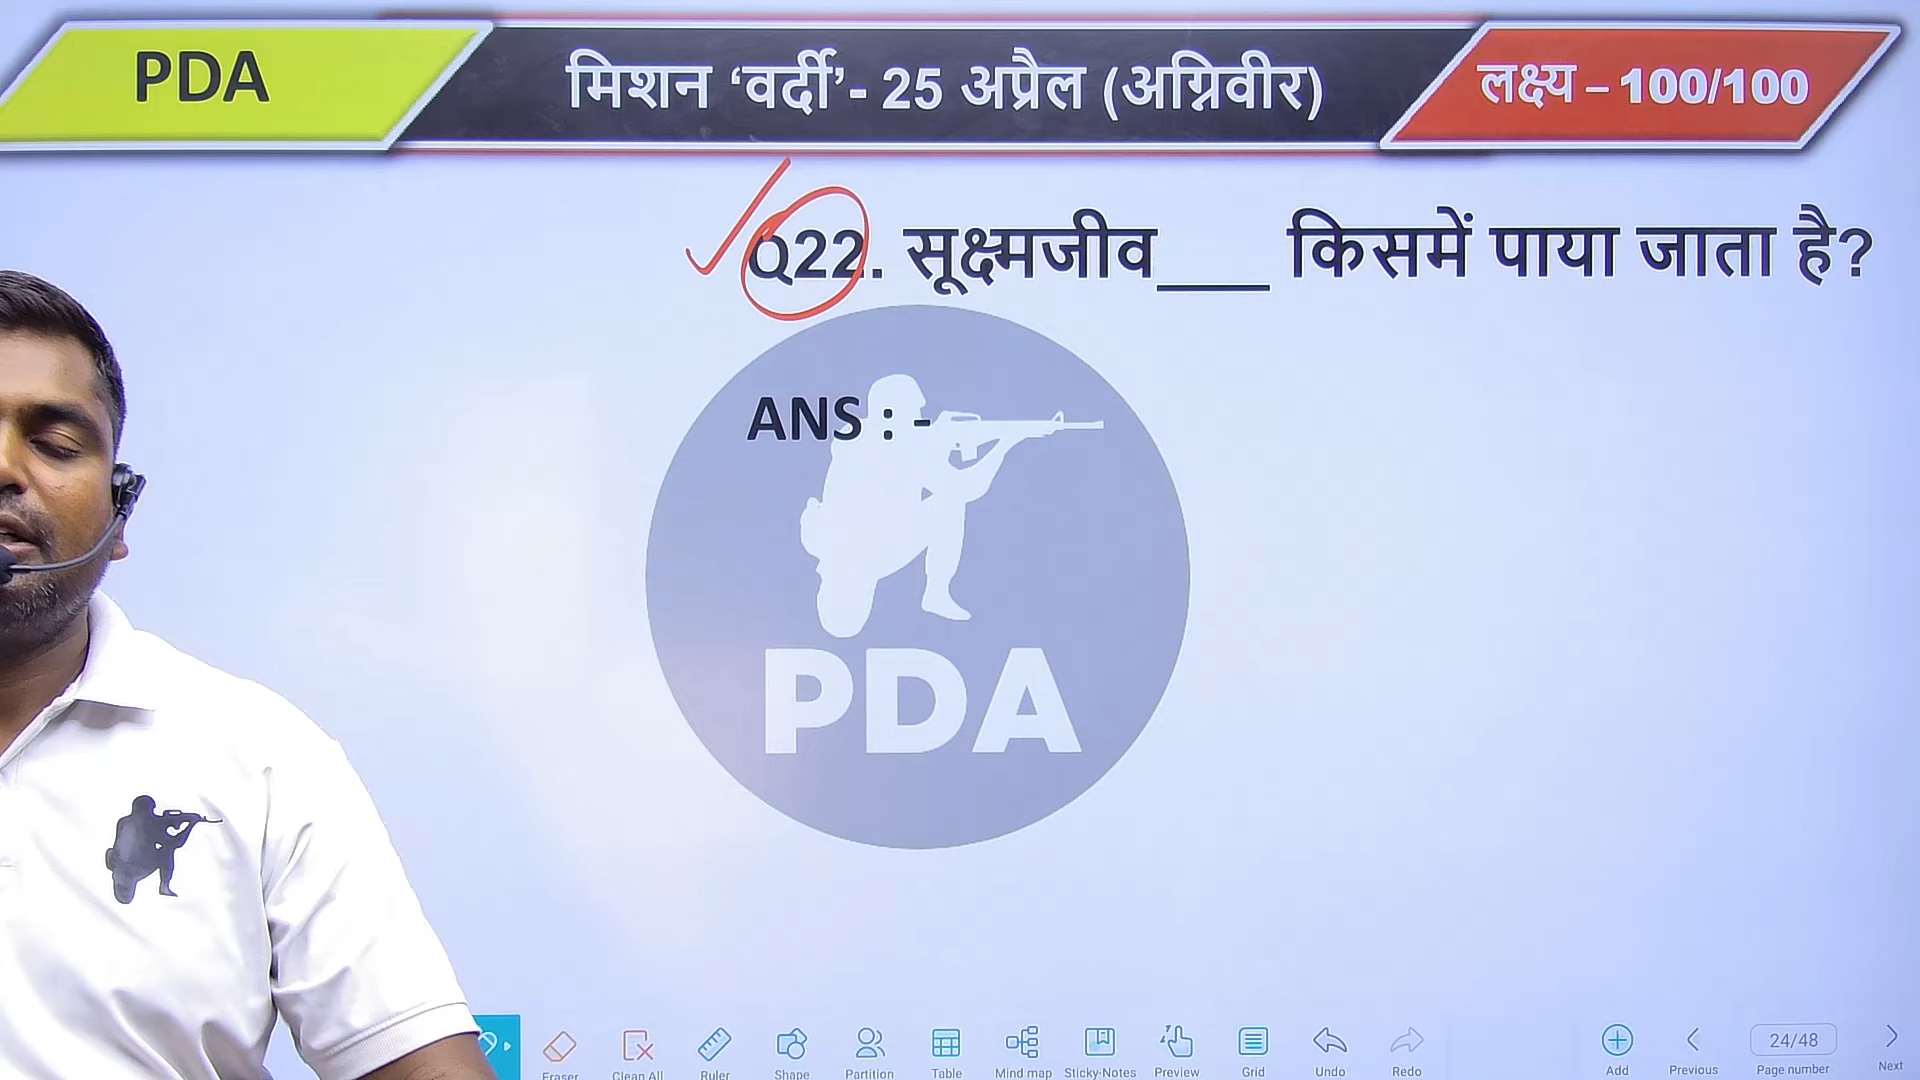 PDA
मिशन ‘वर्दी’- 25 अप्रैल (अग्निवीर)
लक्ष्य – 100/100
Q22. सूक्ष्मजीव___ किसमें पाया जाता है?
ANS : -
PDA
Eraser
Clean All
Ruler
Shape
Partition
Table
Mind map
Sticky-Notes
Preview
Grid
Undo
Redo
Add
Previous
24/48
Page number
Next